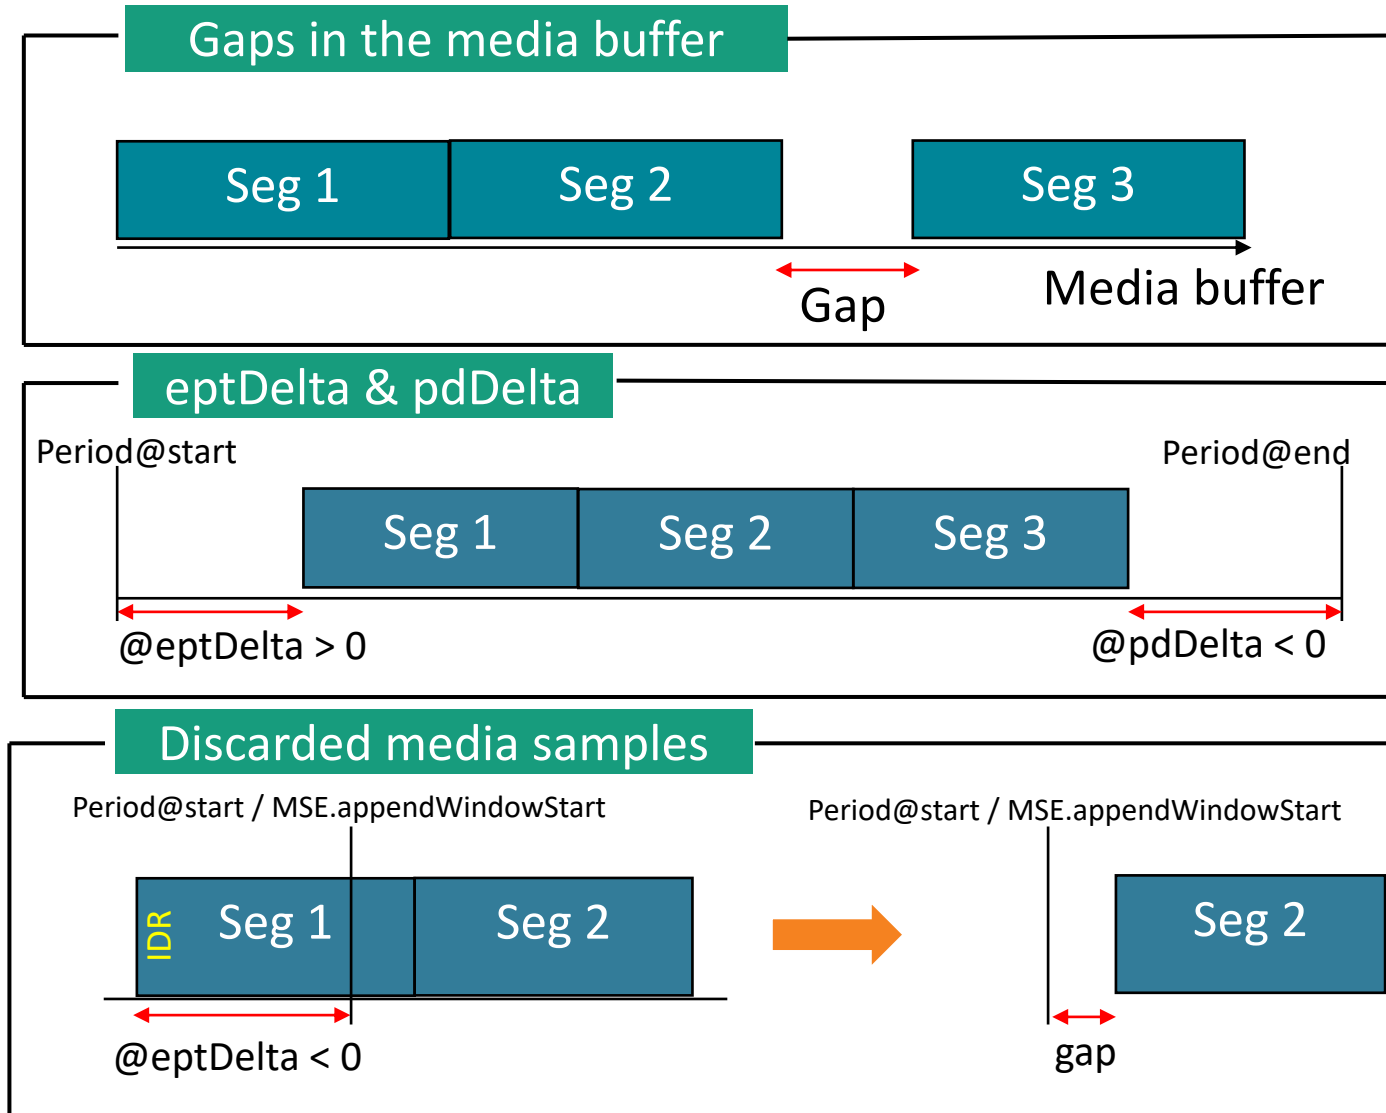 Gaps in the media buffer
Seg 1
Seg 2
Seg 3
Gap
Media buffer
eptDelta & pdDelta
Period@start
Period@end
Seg 1
Seg 2
Seg 3
@eptDelta > 0
@pdDelta < 0
Discarded media samples
Period@start / MSE.appendWindowStart
IDR
Seg 1
Seg 2
@eptDelta < 0
Period@start / MSE.appendWindowStart
Seg 2
gap